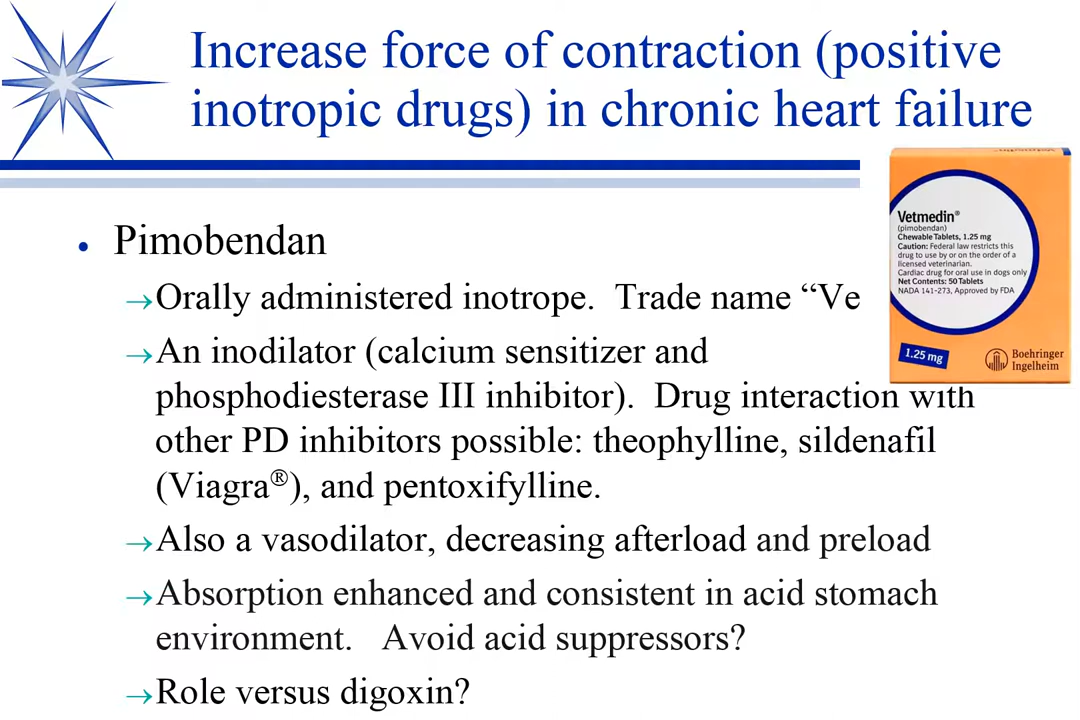 Increase force of contraction (positive
inotropic drugs) in chronic heart failure
• Pimobendan
→Orally administered inotrope. Trade name “Ve
→An inodilator (calcium sensitizer and
phosphodiesterase III inhibitor). Drug interaction with
other PD inhibitors possible: theophylline, sildenafil
(Viagra®), and pentoxifylline.
→Also a vasodilator, decreasing afterload and preload
→Absorption enhanced and consistent in acid stomach
environment. Avoid acid suppressors?
→Role versus digoxin?
Vetmedin®
(pimobendan)
Chewable Tablets, 1.25 mg
Caution: Federal law restricts this
drug to use by or on the order of a
licensed veterinarian.
Cardiac drug for oral use in dogs only
Net Contents: 50 Tablets
NADA 141-273, Approved by FDA
1.25 mg
Boehringer
Ingelheim